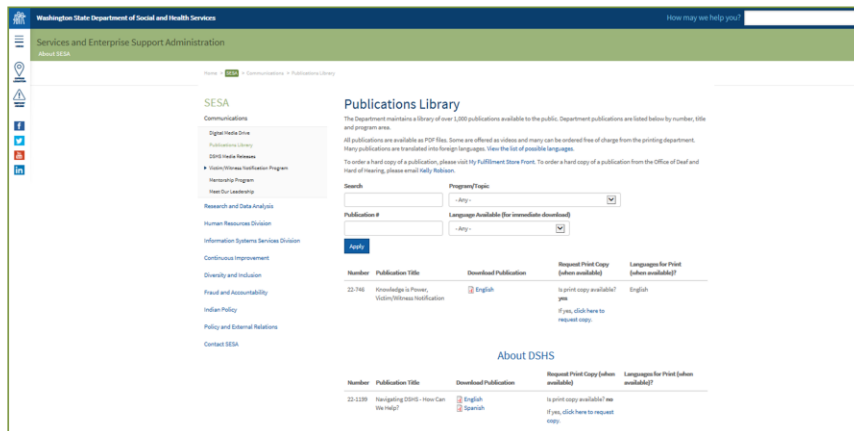 Washington State Department of Social and Health Services
How may we help you?
Services and Enterprise Support Administration
About SESA
Home > SESA > Communications > Publications Library
SESA
Communications
Digital Media Drive
Publications Library
DSHS Media Releases
Victim/Witness Notification Program
Mentorship Program
Meet Our Leadership
Research and Data Analysis
Human Resources Division
Information Systems Services Division
Continuous Improvement
Diversity and Inclusion
Fraud and Accountability
Indian Policy
Policy and External Relations
Contact SESA
Publications Library
The Department maintains a library of over 1,000 publications available to the public. Department publications are listed below by number, title
and program area.
All publications are available as PDF files. Some are offered as videos and many can be ordered free of charge from the printing department.
Many publications are translated into foreign languages. View the list of possible languages.
To order a hard copy of a publication, please visit My Fulfillment Store Front. To order a hard copy of a publication from the Office of Deaf and
Hard of Hearing, please email Kelly Robison.
Search Program/Topic
- Any -
Publication # Language Available (for immediate download)
- Any -
Apply
Number Publication Title Download Publication Request Print Copy (when available) Languages for Print (when available)?
22-746 Knowledge is Power, Victim/Witness Notification English Is print copy available? yes English
If yes, click here to request copy.
About DSHS
Number Publication Title Download Publication Request Print Copy (when available) Languages for Print (when available)?
22-1199 Navigating DSHS - How Can We Help? English Spanish Is print copy available? no
If yes, click here to request copy.